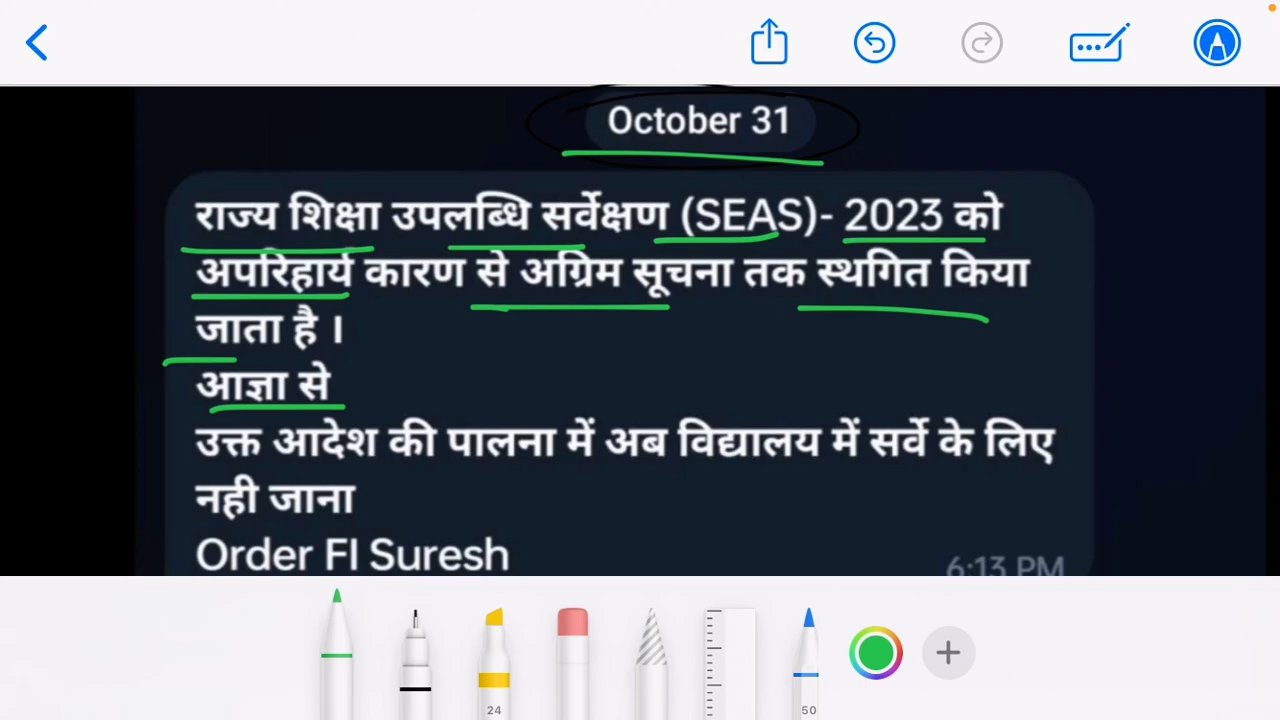 October 31
राज्य शिक्षा उपलब्धि सर्वेक्षण (SEAS)- 2023 को
अपरिहार्य कारण से अग्रिम सूचना तक स्थगित किया
जाता है ।
आज्ञा से
उक्त आदेश की पालना में अब विद्यालय में सर्वे के लिए
नही जाना
Order FI Suresh
6:13 PM
24
50